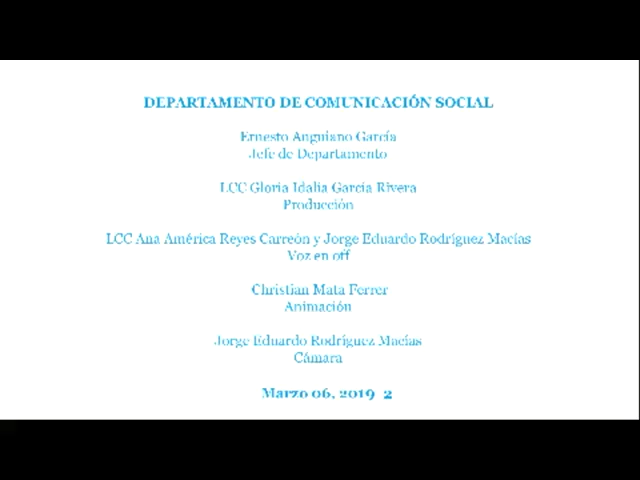 DEPARTAMENTO DE COMUNICACIÓN SOCIAL
Ernesto Anguiano García
Jefe de Departamento
LCC Gloria Idalia García Rivera
Producción
LCC Ana América Reyes Carreón y Jorge Eduardo Rodríguez Macías
Voz en off
Christian Mata Ferrer
Animación
Jorge Eduardo Rodríguez Macías
Cámara
Marzo 06, 2019 2